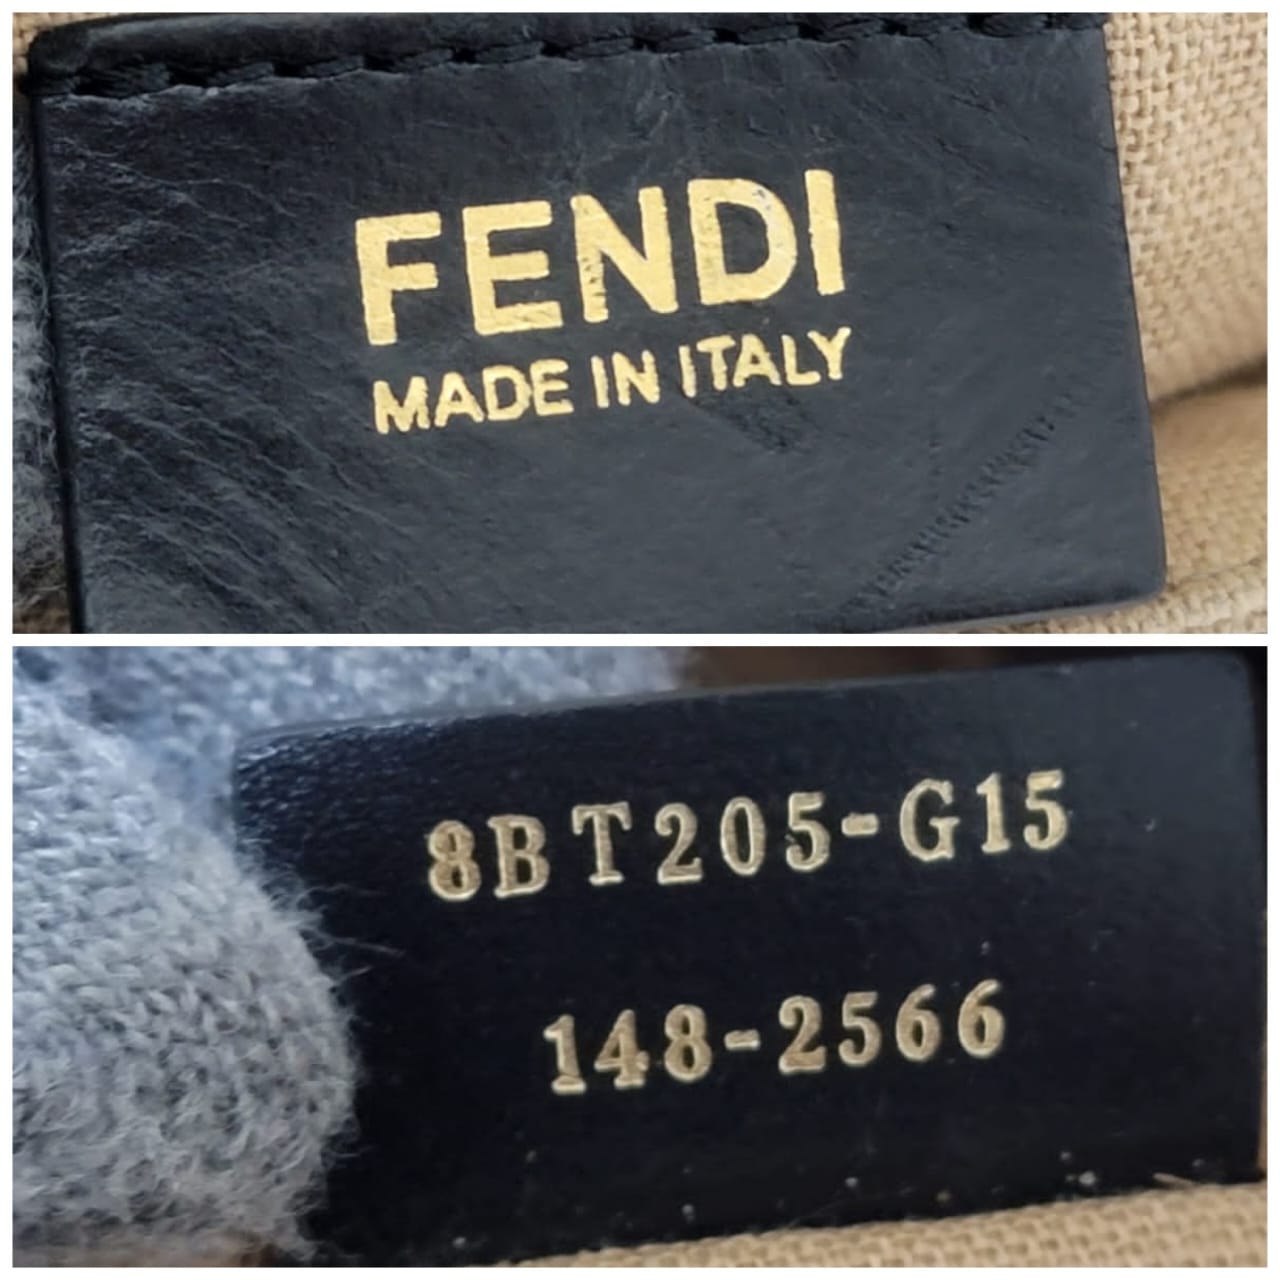 FENDI
MADE IN ITALY
8BT205-G15
148-2566